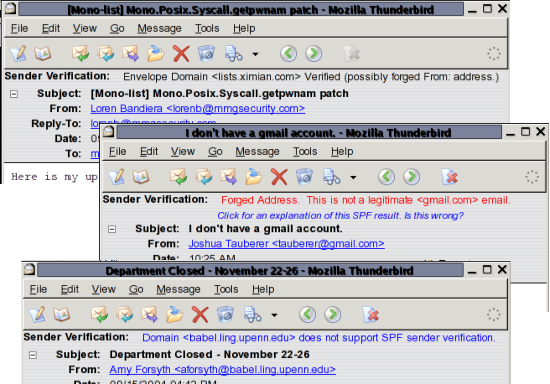 [Mono-list] Mono.Posix.Syscall.getpwnam patch - Mozilla Thunderbird
File Edit View Go Message Tools Help
Sender Verification: Envelope Domain <lists.ximian.com> Verified (possibly forged From: address.)
Subject: [Mono-list] Mono.Posix.Syscall.getpwnam patch
From: Loren Bandiera <lorenb@mmgsecurity.com>
Reply-To: lorenb@mmgsecurity.com
Date:
To:
Here is my up
I don't have a gmail account. - Mozilla Thunderbird
File Edit View Go Message Tools Help
Sender Verification: Forged Address. This is not a legitimate <gmail.com> email.
Click for an explanation of this SPF result. Is this wrong?
Subject: I don't have a gmail account.
From: Joshua Tauberer <tauberer@gmail.com>
Date: 10:25 AM
Department Closed - November 22-26 - Mozilla Thunderbird
File Edit View Go Message Tools Help
Sender Verification: Domain <babel.ling.upenn.edu> does not support SPF sender verification.
Subject: Department Closed - November 22-26
From: Amy Forsyth <aforsyth@babel.ling.upenn.edu>
Date: 09/15/2004 04:42 PM